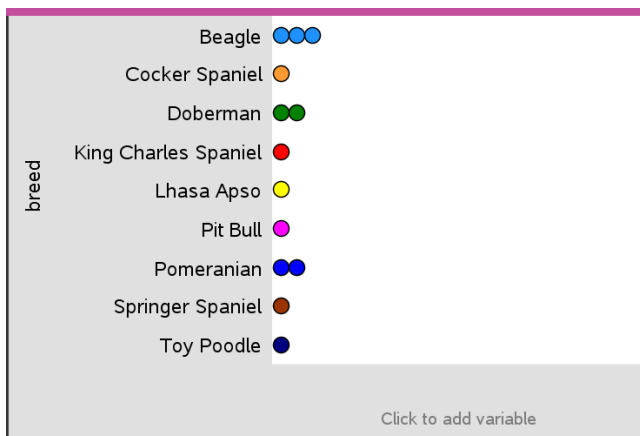 Beagle
Cocker Spaniel
Doberman
King Charles Spaniel
Lhasa Apso
Pit Bull
Pomeranian
Springer Spaniel
Toy Poodle
breed
Click to add variable